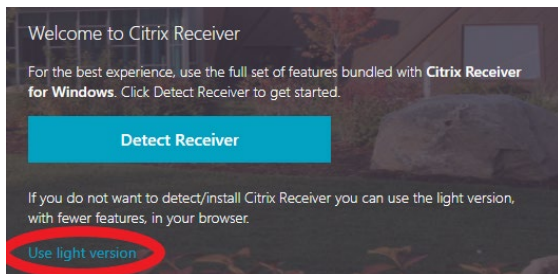 Welcome to Citrix Receiver
For the best experience, use the full set of features bundled with Citrix Receiver
for Windows. Click Detect Receiver to get started.
Detect Receiver
If you do not want to detect/install Citrix Receiver you can use the light version,
with fewer features, in your browser.
Use light version